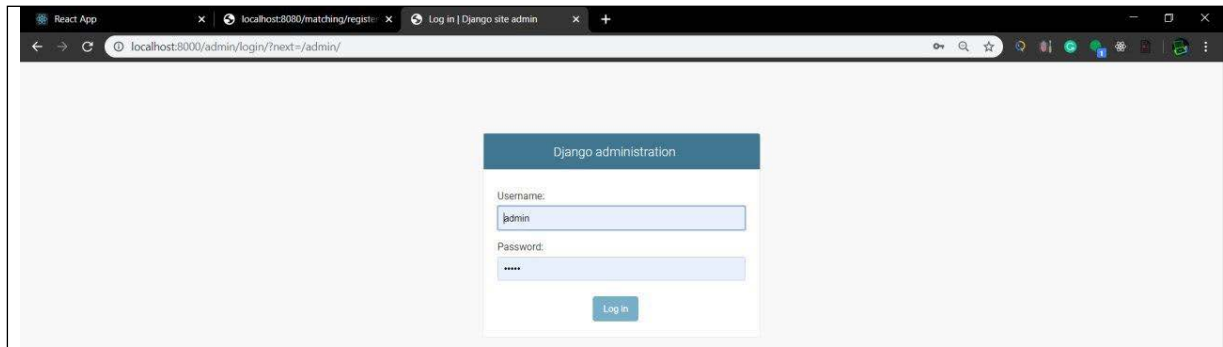 React App
localhost:8080/matching/register
Log in | Django site admin
localhost:8000/admin/login/?next=/admin/
Django administration
Username:
admin
Password:
•••••
Log in